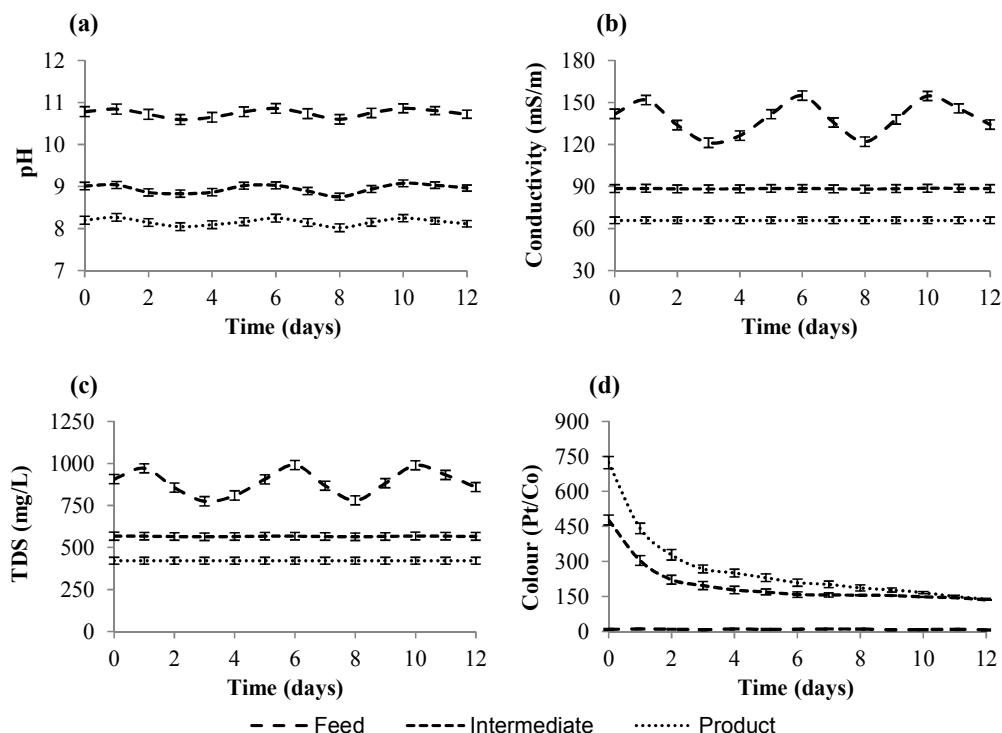 (a)
12
11
10
9
8
7
pH
0 2 4 6 8 10 12
Time (days)
(b)
180
150
120
90
60
30
Conductivity (mS/m)
0 2 4 6 8 10 12
Time (days)
(c)
1250
1000
750
500
250
0
TDS (mg/L)
0 2 4 6 8 10 12
Time (days)
(d)
900
750
600
450
300
150
0
Colour (Pt/Co)
0 2 4 6 8 10 12
Time (days)
Feed Intermediate Product